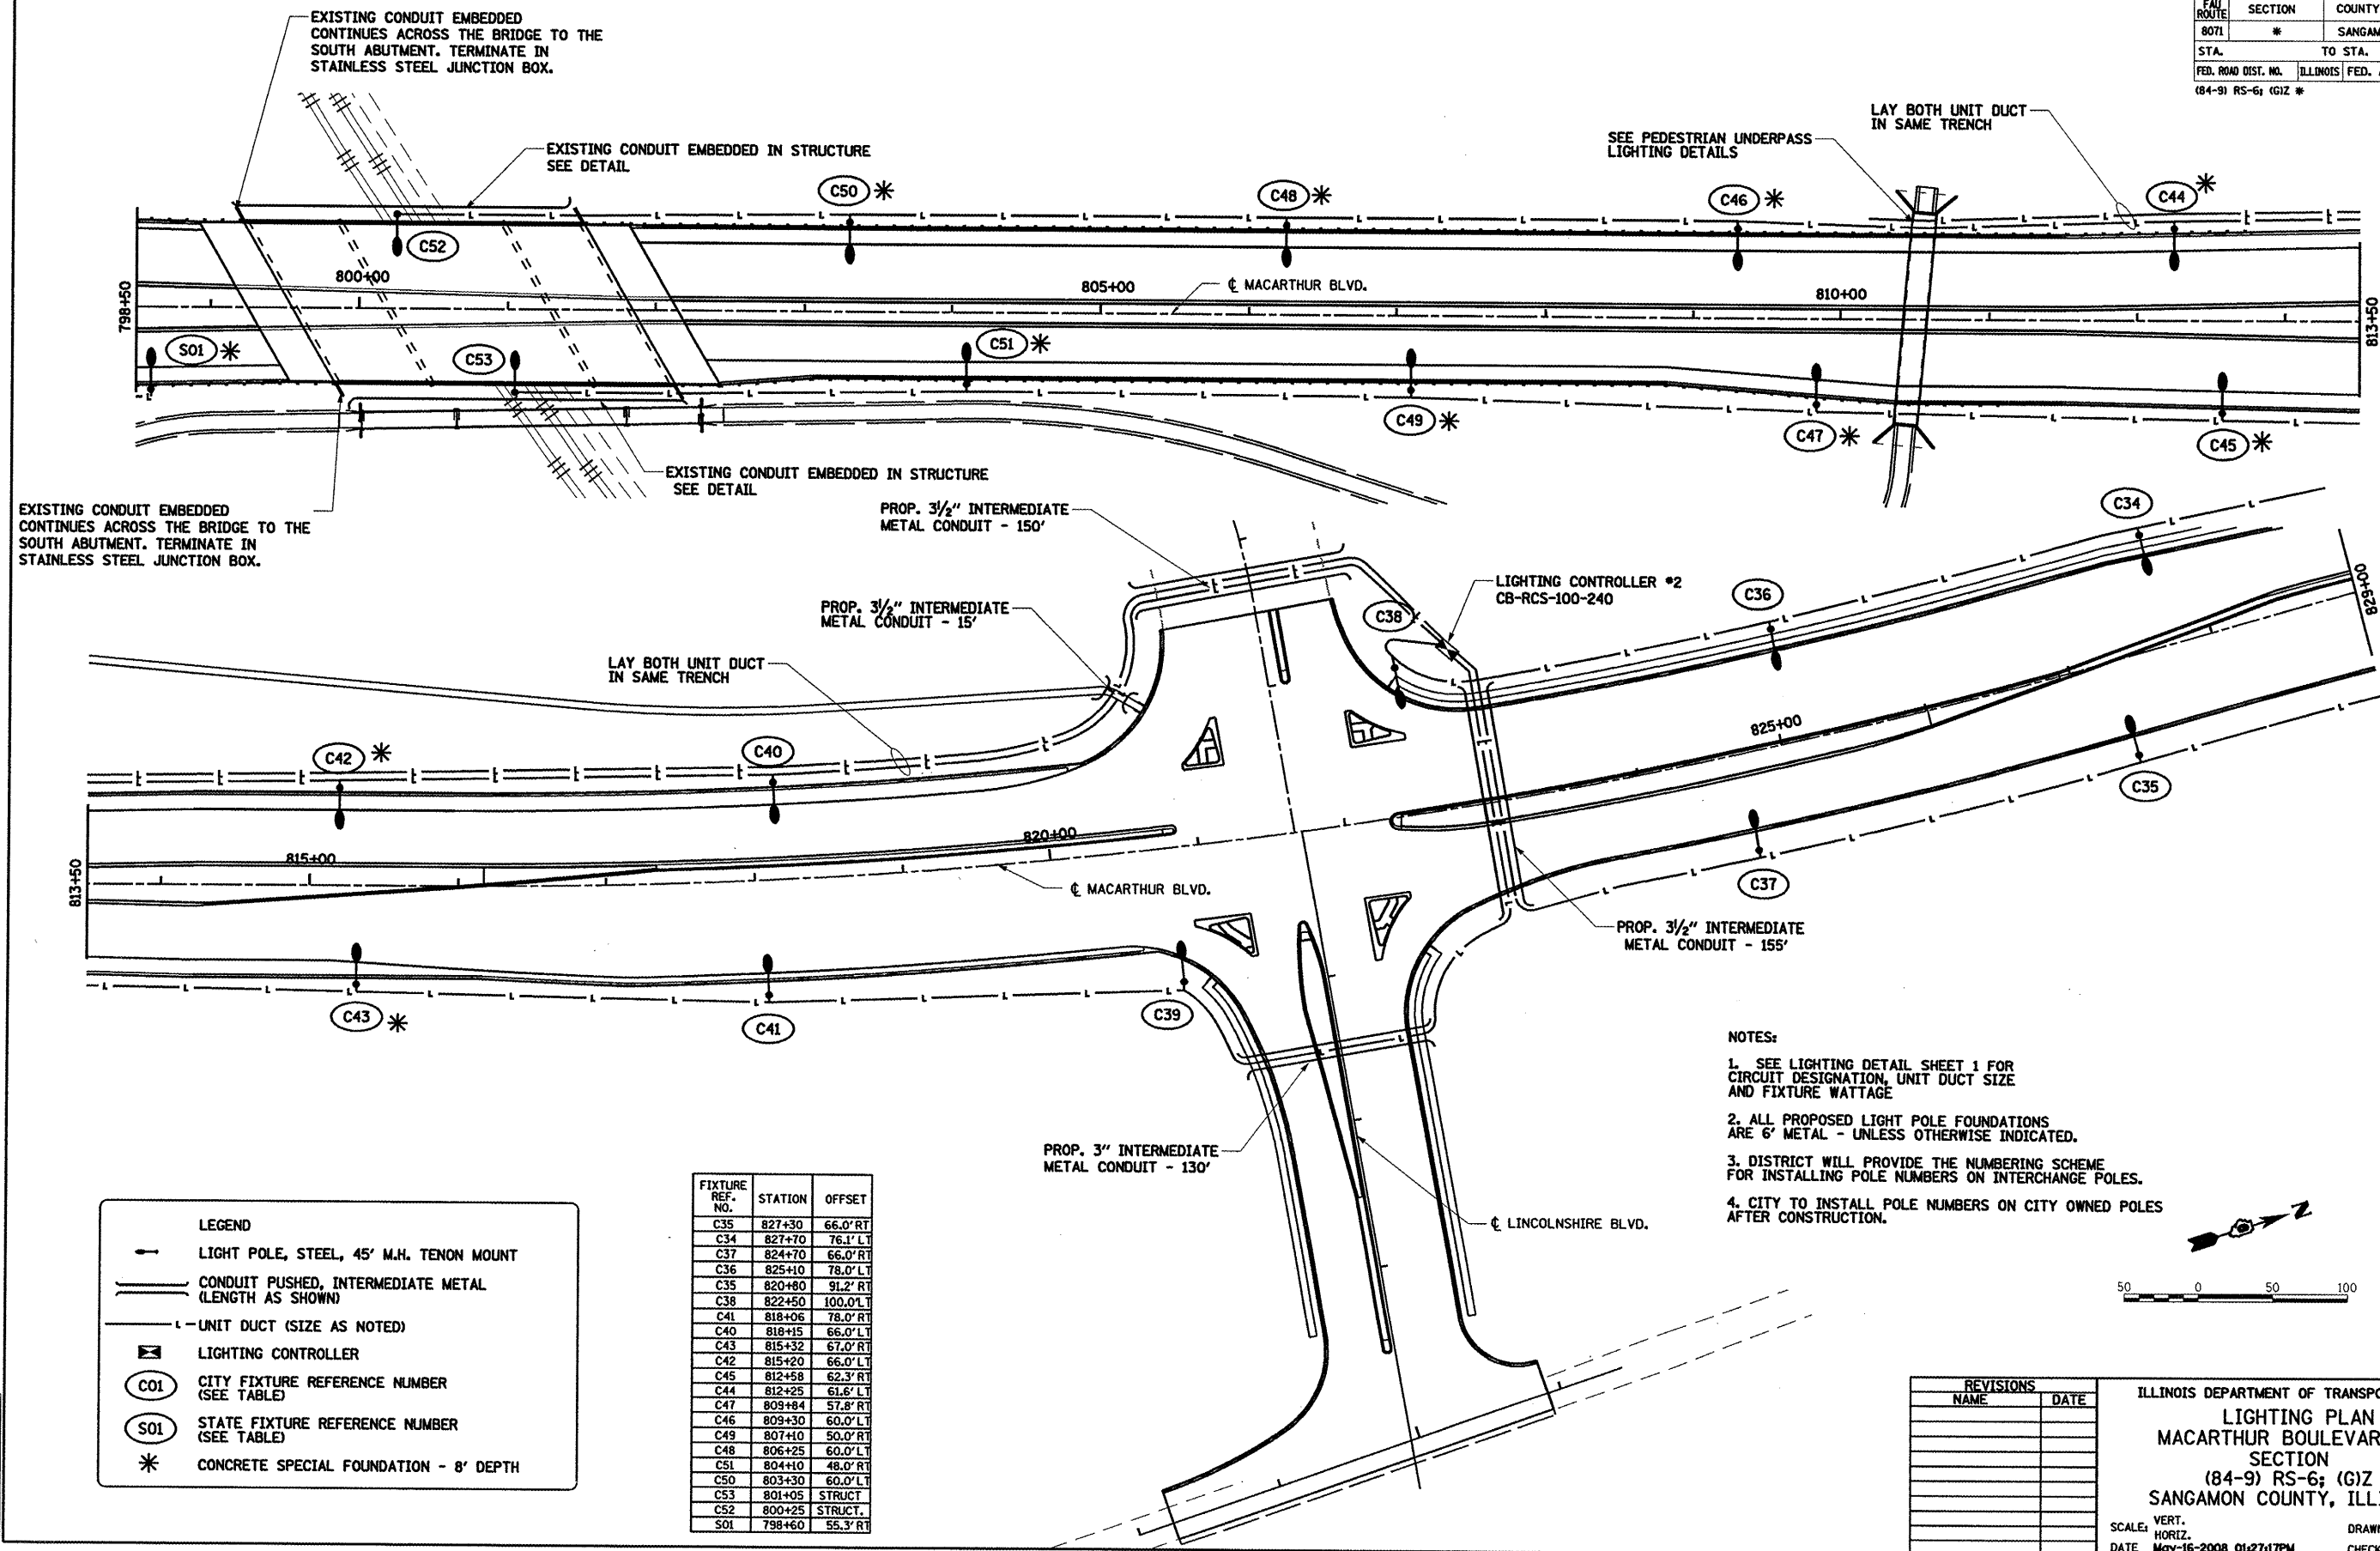 FAU ROUTE SECTION COUNTY
8071 * SANGAM
STA. TO STA.
FED. ROAD DIST. NO. ILLINOIS FED.
(84-9) RS-6; (G)Z *
EXISTING CONDUIT EMBEDDED
CONTINUES ACROSS THE BRIDGE TO THE
SOUTH ABUTMENT. TERMINATE IN
STAINLESS STEEL JUNCTION BOX.
EXISTING CONDUIT EMBEDDED IN STRUCTURE
SEE DETAIL
SEE PEDESTRIAN UNDERPASS
LIGHTING DETAILS
LAY BOTH UNIT DUCT
IN SAME TRENCH
C52
C50
C48
C46
C44
798+50
800+00
805+00
℄ MACARTHUR BLVD.
810+00
813+50
S01
C53
C51
C49
C47
C45
EXISTING CONDUIT EMBEDDED IN STRUCTURE
SEE DETAIL
EXISTING CONDUIT EMBEDDED
CONTINUES ACROSS THE BRIDGE TO THE
SOUTH ABUTMENT. TERMINATE IN
STAINLESS STEEL JUNCTION BOX.
PROP. 3 1/2" INTERMEDIATE
METAL CONDUIT - 150'
PROP. 3 1/2" INTERMEDIATE
METAL CONDUIT - 15'
LAY BOTH UNIT DUCT
IN SAME TRENCH
LIGHTING CONTROLLER #2
CB-RCS-100-240
C38
C36
C34
829+00
C42
C40
825+00
C35
813+50
815+00
820+00
℄ MACARTHUR BLVD.
C37
PROP. 3 1/2" INTERMEDIATE
METAL CONDUIT - 155'
C43
C41
C39
PROP. 3" INTERMEDIATE
METAL CONDUIT - 130'
℄ LINCOLNSHIRE BLVD.
NOTES:
1. SEE LIGHTING DETAIL SHEET 1 FOR
CIRCUIT DESIGNATION, UNIT DUCT SIZE
AND FIXTURE WATTAGE
2. ALL PROPOSED LIGHT POLE FOUNDATIONS
ARE 6' METAL - UNLESS OTHERWISE INDICATED.
3. DISTRICT WILL PROVIDE THE NUMBERING SCHEME
FOR INSTALLING POLE NUMBERS ON INTERCHANGE POLES.
4. CITY TO INSTALL POLE NUMBERS ON CITY OWNED POLES
AFTER CONSTRUCTION.
Z
50 0 50 100
LEGEND
LIGHT POLE, STEEL, 45' M.H. TENON MOUNT
CONDUIT PUSHED, INTERMEDIATE METAL
(LENGTH AS SHOWN)
L UNIT DUCT (SIZE AS NOTED)
LIGHTING CONTROLLER
C01 CITY FIXTURE REFERENCE NUMBER
(SEE TABLE)
S01 STATE FIXTURE REFERENCE NUMBER
(SEE TABLE)
* CONCRETE SPECIAL FOUNDATION - 8' DEPTH
FIXTURE REF. NO. STATION OFFSET
C35 827+30 66.0' RT
C34 827+70 76.1' LT
C37 824+70 66.0' RT
C36 825+10 78.0' LT
C35 820+80 91.2' RT
C38 822+50 100.0'LT
C41 818+06 78.0' RT
C40 818+15 66.0' LT
C43 815+32 67.0' RT
C42 815+20 66.0' LT
C45 812+58 62.3' RT
C44 812+25 61.6' LT
C47 809+84 57.8' RT
C46 809+30 60.0' LT
C49 807+10 50.0' RT
C48 806+25 60.0' LT
C51 804+10 48.0' RT
C50 803+30 60.0' LT
C53 801+05 STRUCT
C52 800+25 STRUCT.
S01 798+60 55.3' RT
REVISIONS
NAME DATE
ILLINOIS DEPARTMENT OF TRANSPO
LIGHTING PLAN
MACARTHUR BOULEVAR
SECTION
(84-9) RS-6; (G)Z
SANGAMON COUNTY, ILLI
SCALE: VERT.
HORIZ.
DRAW
DATE May-16-2008 01:27:17PM
CHEC